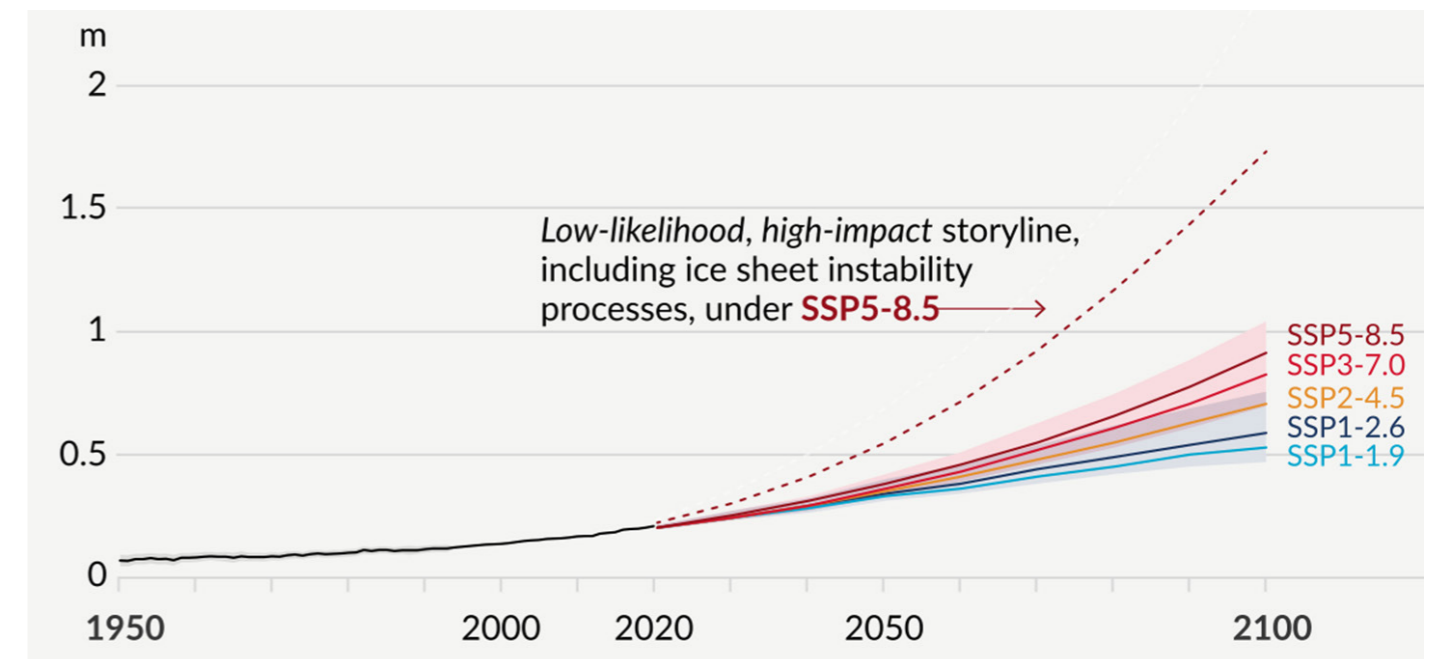 m
2
1.5
Low-likelihood, high-impact storyline,
including ice sheet instability
processes, under SSP5-8.5
1
SSP5-8.5
SSP3-7.0
SSP2-4.5
SSP1-2.6
SSP1-1.9
0.5
0
1950 2000 2020 2050 2100